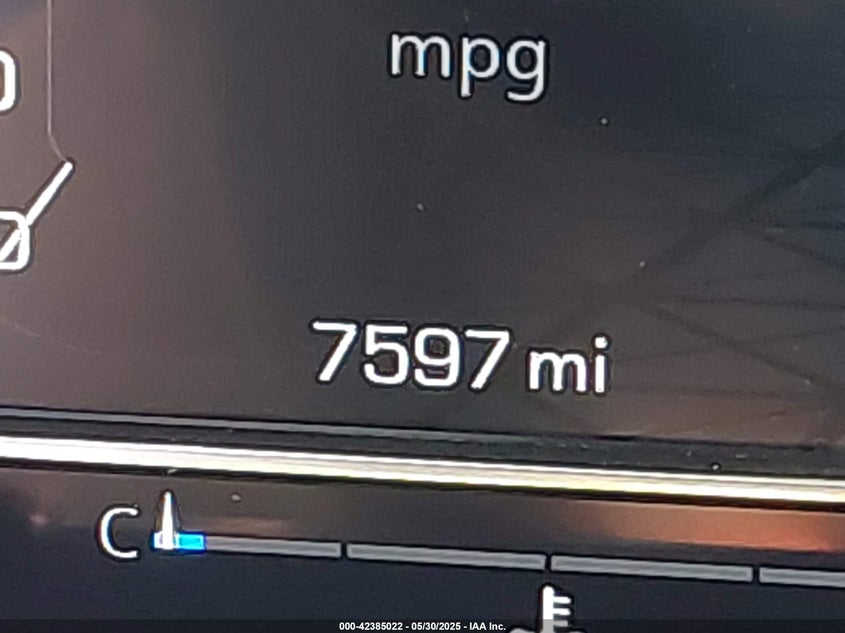 mpg
7597 mi
C
000-42385022 - 05/30/2025 - IAA Inc.